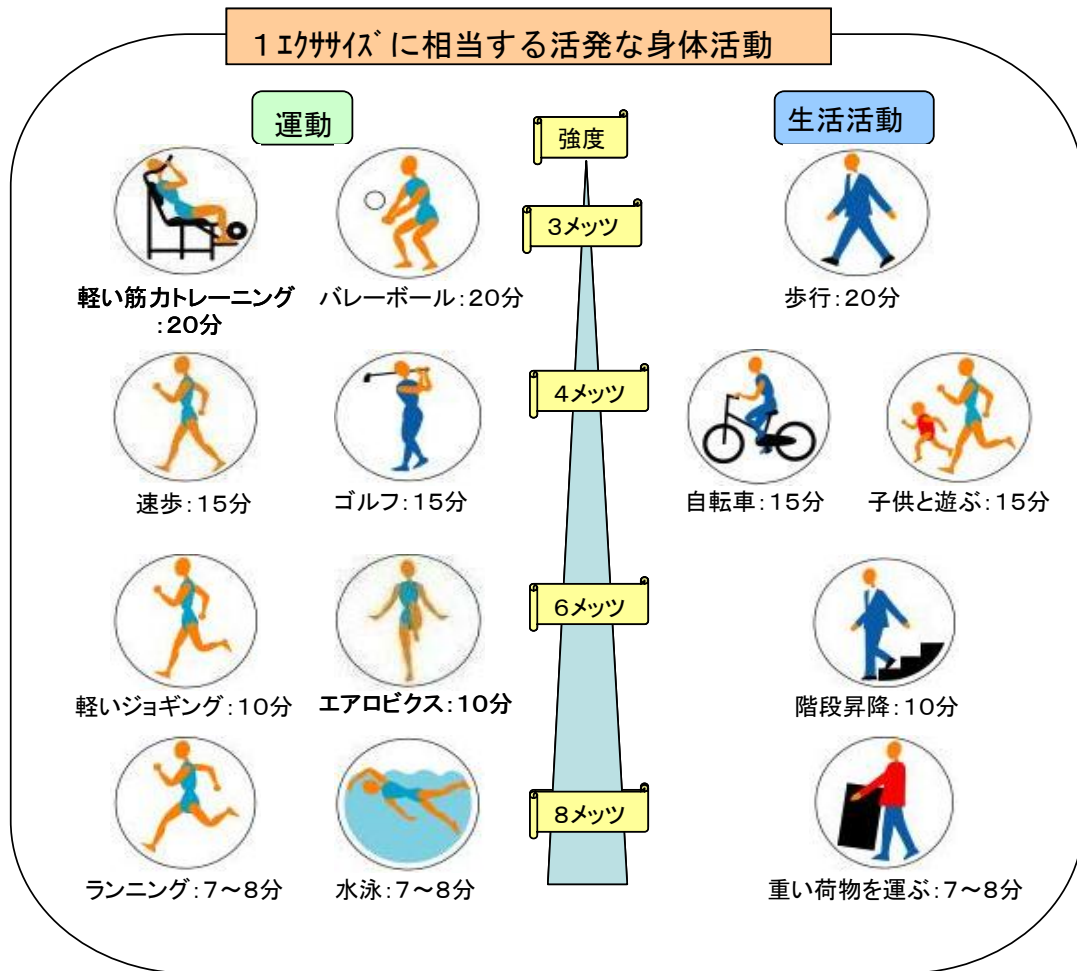 1ｴｸｻｻｲｽﾞに相当する活発な身体活動
運動
強度
生活活動
3メッツ
軽い筋力トレーニング
:20分
バレーボール:20分
歩行:20分
4メッツ
速歩:15分
ゴルフ:15分
自転車:15分
子供と遊ぶ:15分
6メッツ
軽いジョギング:10分
エアロビクス:10分
階段昇降:10分
8メッツ
ランニング:7~8分
水泳:7~8分
重い荷物を運ぶ:7~8分